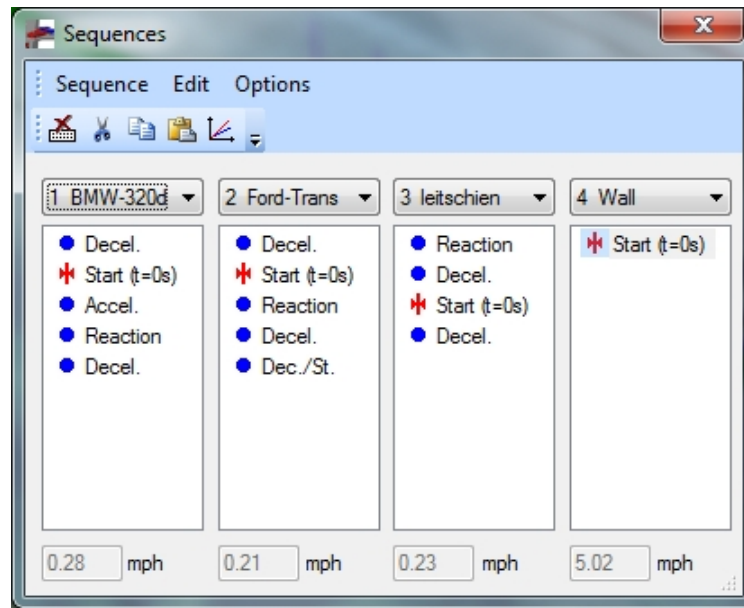 Sequences
Sequence Edit Options
1 BMW-320d 2 Ford-Trans 3 leitschien 4 Wall
Decel. Decel. Reaction Start (t=0s)
Start (t=0s) Start (t=0s) Decel.
Accel. Reaction Start (t=0s)
Reaction Decel. Decel.
Decel. Dec./St.
0.28 mph 0.21 mph 0.23 mph 5.02 mph